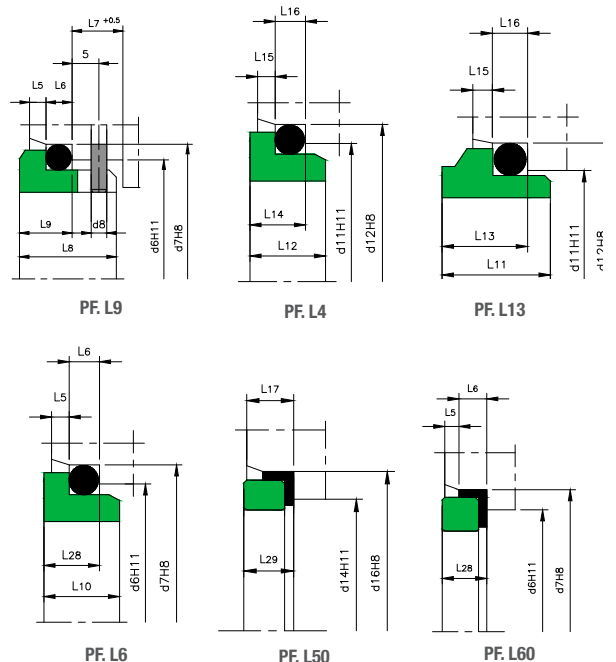 L7 +0.5
5
L5 L6
L9
d8
L8
d6H11
d7H8
PF. L9
L16
L15
L14
L12
d11H11
d12H8
PF. L4
L16
L15
L13
L11
d11H11
d12H8
PF. L13
L6
L5
L28
L10
d6H11
d7H8
PF. L6
L17
L29
d14H11
d16H8
PF. L50
L6
L5
L28
d6H11
d7H8
PF. L60